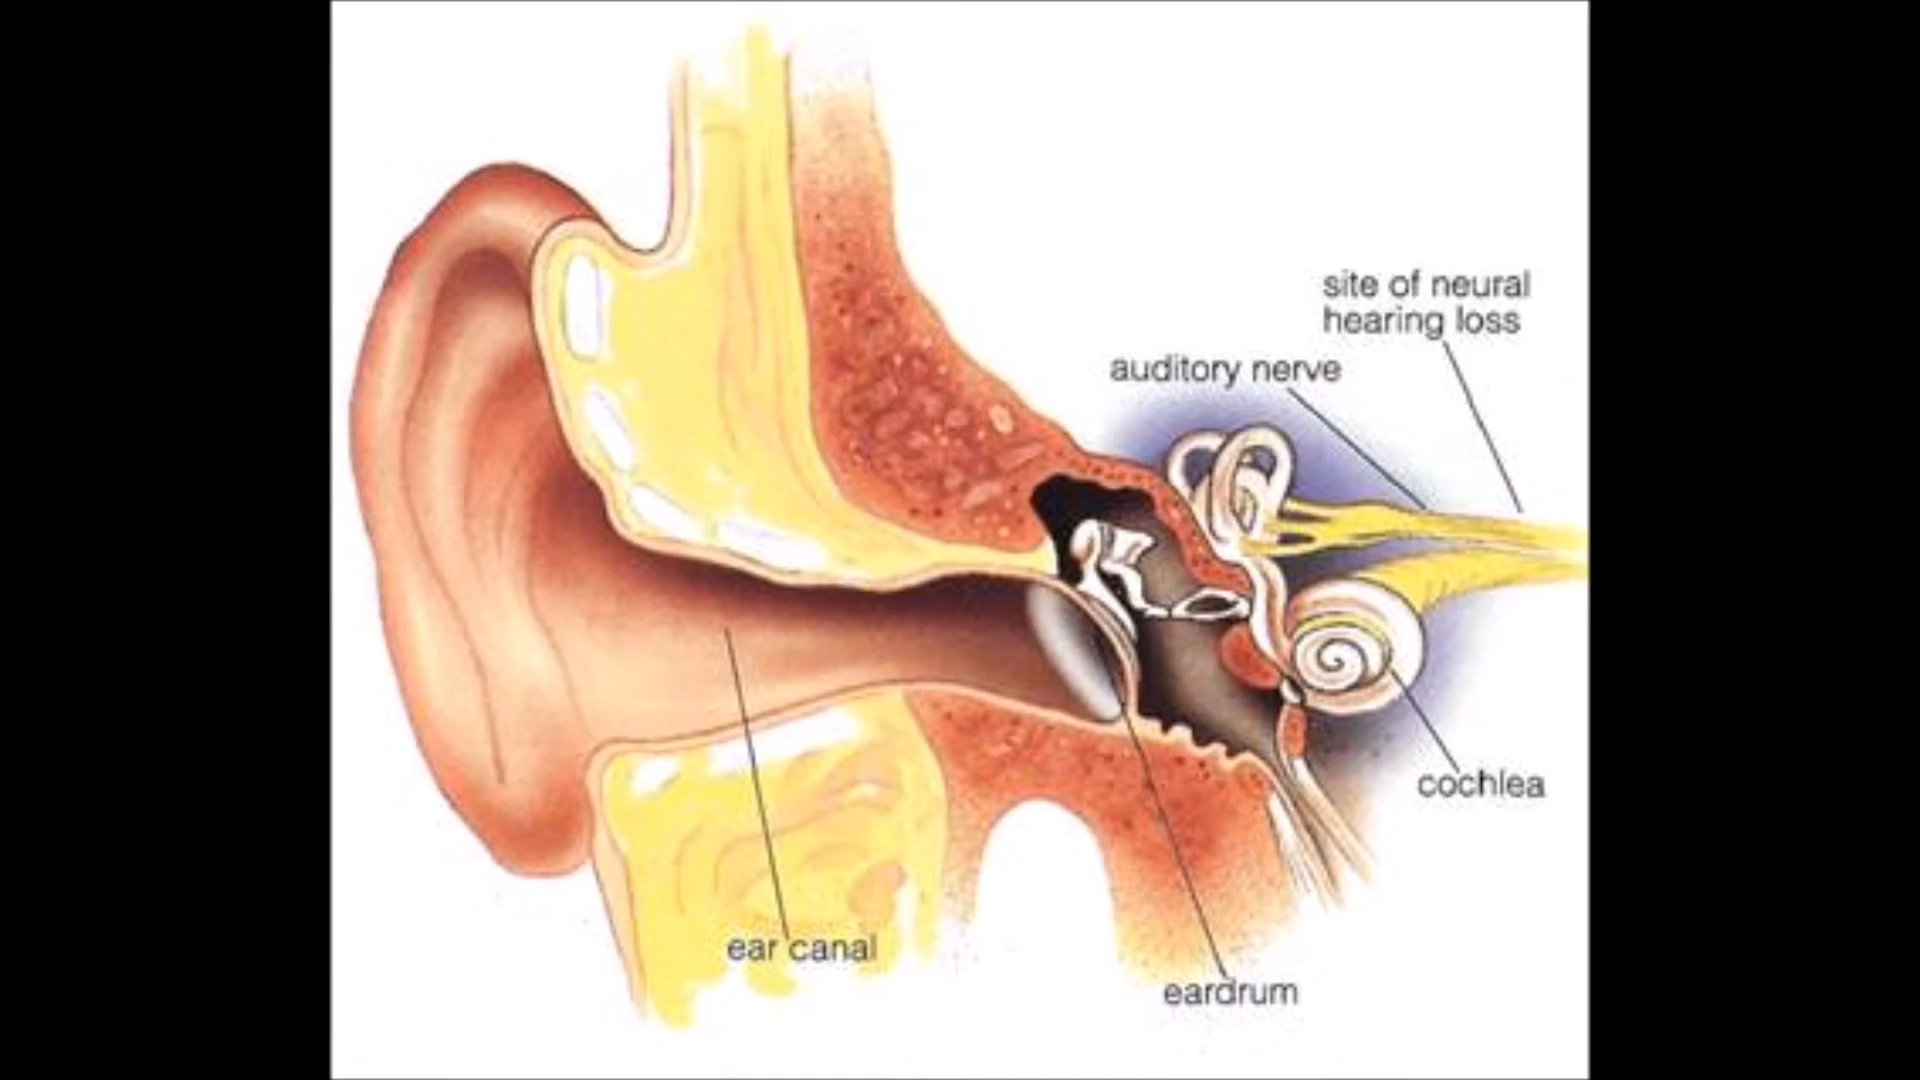 site of neural
hearing loss
auditory nerve
cochlea
ear canal
eardrum